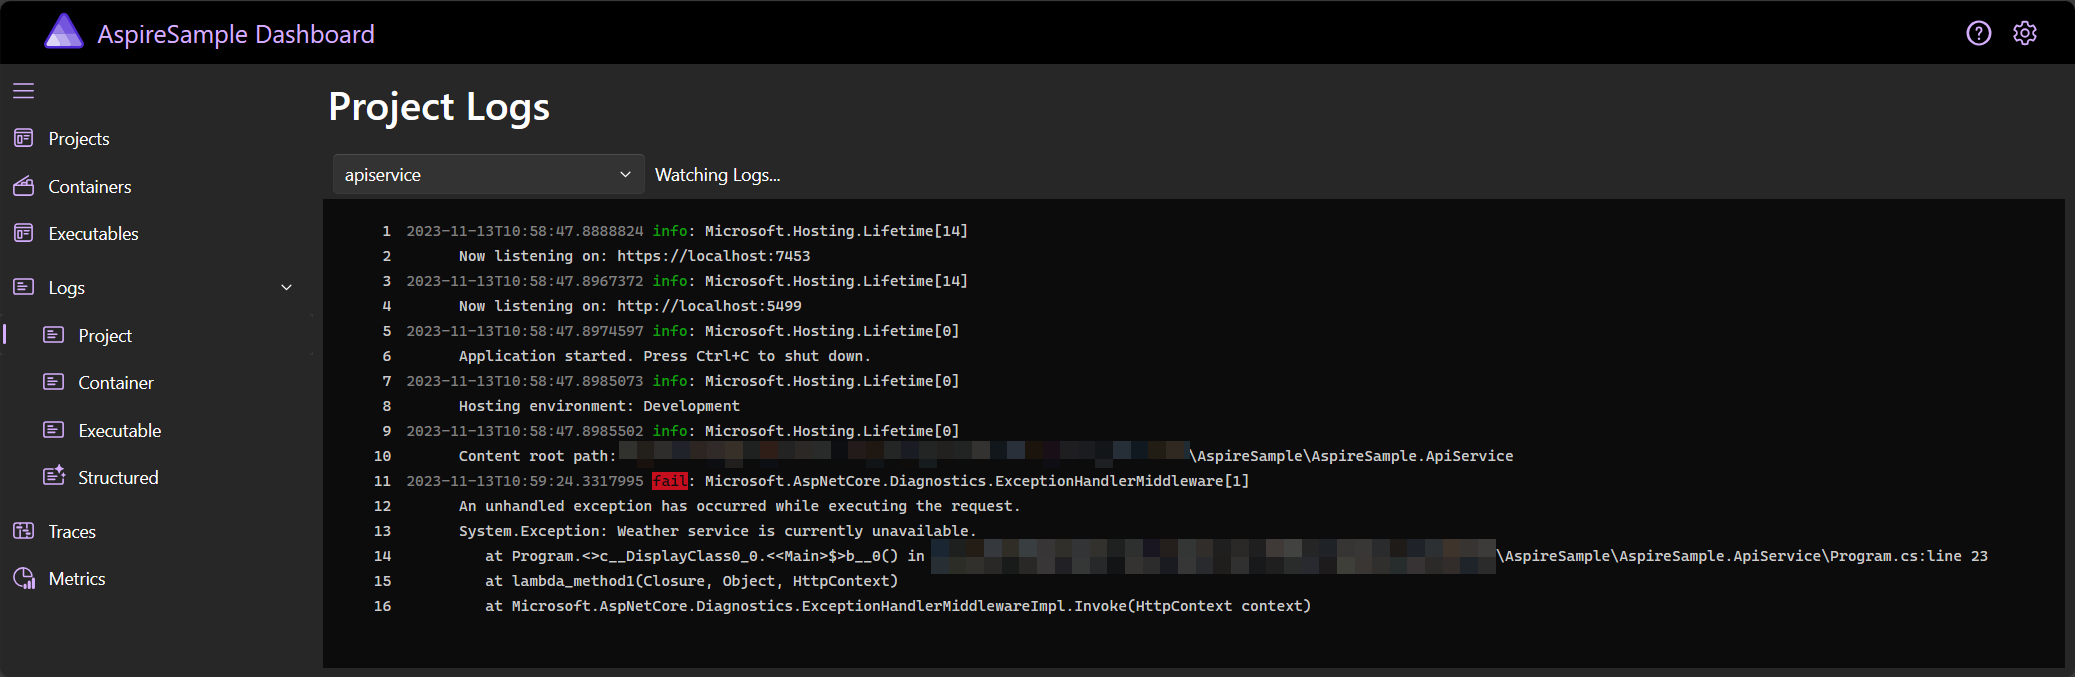 AspireSample Dashboard
Projects
Containers
Executables
Logs
Project
Container
Executable
Structured
Traces
Metrics
Project Logs
apiservice
Watching Logs...
1 2023-11-13T10:58:47.8888824 info: Microsoft.Hosting.Lifetime[14]
2 Now listening on: https://localhost:7453
3 2023-11-13T10:58:47.8967372 info: Microsoft.Hosting.Lifetime[14]
4 Now listening on: http://localhost:5499
5 2023-11-13T10:58:47.8974597 info: Microsoft.Hosting.Lifetime[0]
6 Application started. Press Ctrl+C to shut down.
7 2023-11-13T10:58:47.8985073 info: Microsoft.Hosting.Lifetime[0]
8 Hosting environment: Development
9 2023-11-13T10:58:47.8985502 info: Microsoft.Hosting.Lifetime[0]
10 Content root path: \AspireSample\AspireSample.ApiService
11 2023-11-13T10:59:24.3317995 fail: Microsoft.AspNetCore.Diagnostics.ExceptionHandlerMiddleware[1]
12 An unhandled exception has occurred while executing the request.
13 System.Exception: Weather service is currently unavailable.
14 at Program.<>c__DisplayClass0_0.<<Main>$>b__0() in \AspireSample\AspireSample.ApiService\Program.cs:line 23
15 at lambda_method1(Closure, Object, HttpContext)
16 at Microsoft.AspNetCore.Diagnostics.ExceptionHandlerMiddlewareImpl.Invoke(HttpContext context)